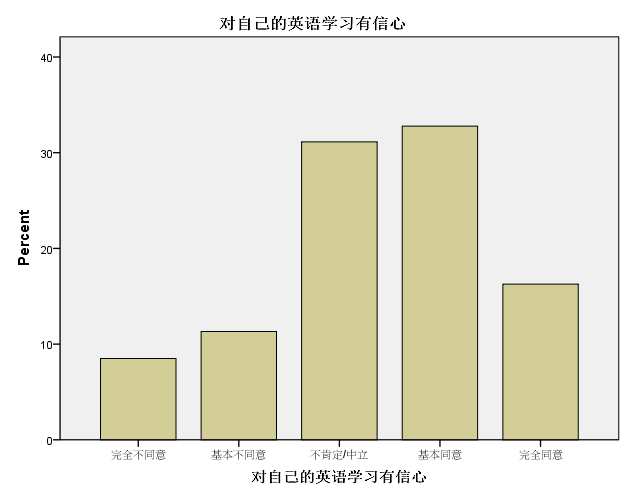 对自己的英语学习有信心
40
30
20
10
0
Percent
完全不同意 基本不同意 不肯定/中立 基本同意 完全同意
对自己的英语学习有信心